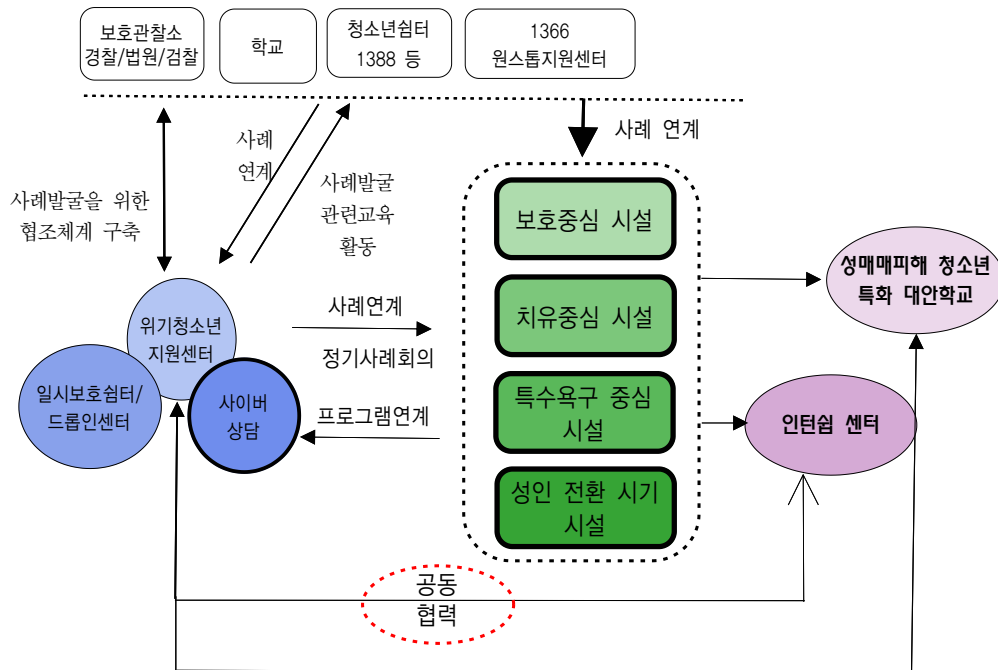 보호관찰소
경찰/법원/검찰
학교
청소년쉼터
1388 등
1366
원스톱지원센터
사례 연계
사례
연계
사례발굴
관련교육
활동
사례발굴을 위한
협조체계 구축
보호중심 시설
치유중심 시설
특수욕구 중심
시설
성인 전환 시기
시설
성매매피해 청소년
특화 대안학교
인턴쉽 센터
위기청소년
지원센터
일시보호쉼터/
드롭인센터
사이버
상담
사례연계
정기사례회의
프로그램연계
공동
협력